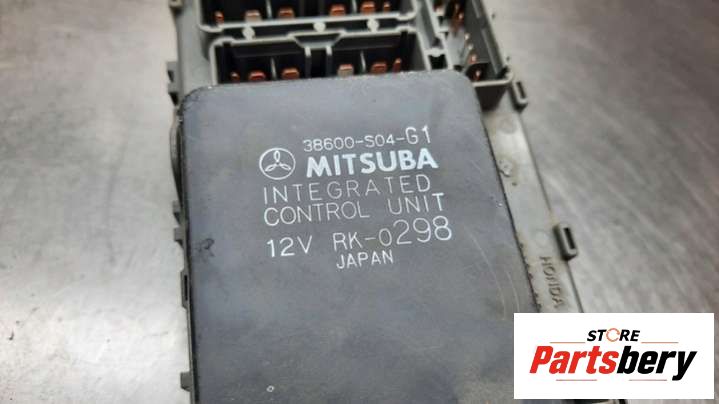 38600-S04-G1
MITSUBA
INTEGRATED
CONTROL UNIT
12V RK-0298
JAPAN
HONDA
STORE
Partsbery